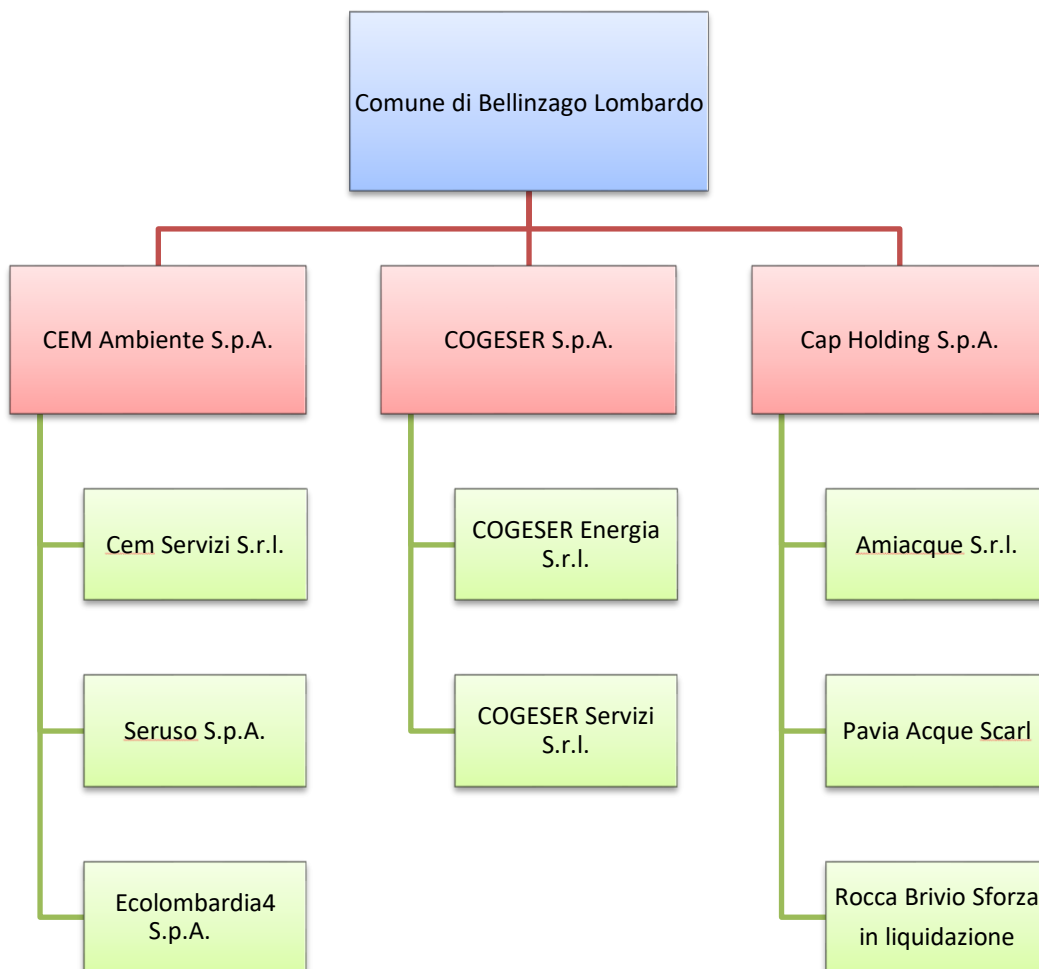 Comune di Bellinzago Lombardo
CEM Ambiente S.p.A.
COGESER S.p.A.
Cap Holding S.p.A.
Cem Servizi S.r.l.
COGESER Energia
S.r.l.
Amiacque S.r.l.
Seruso S.p.A.
COGESER Servizi
S.r.l.
Pavia Acque Scarl
Ecolombardia4
S.p.A.
Rocca Brivio Sforza
in liquidazione